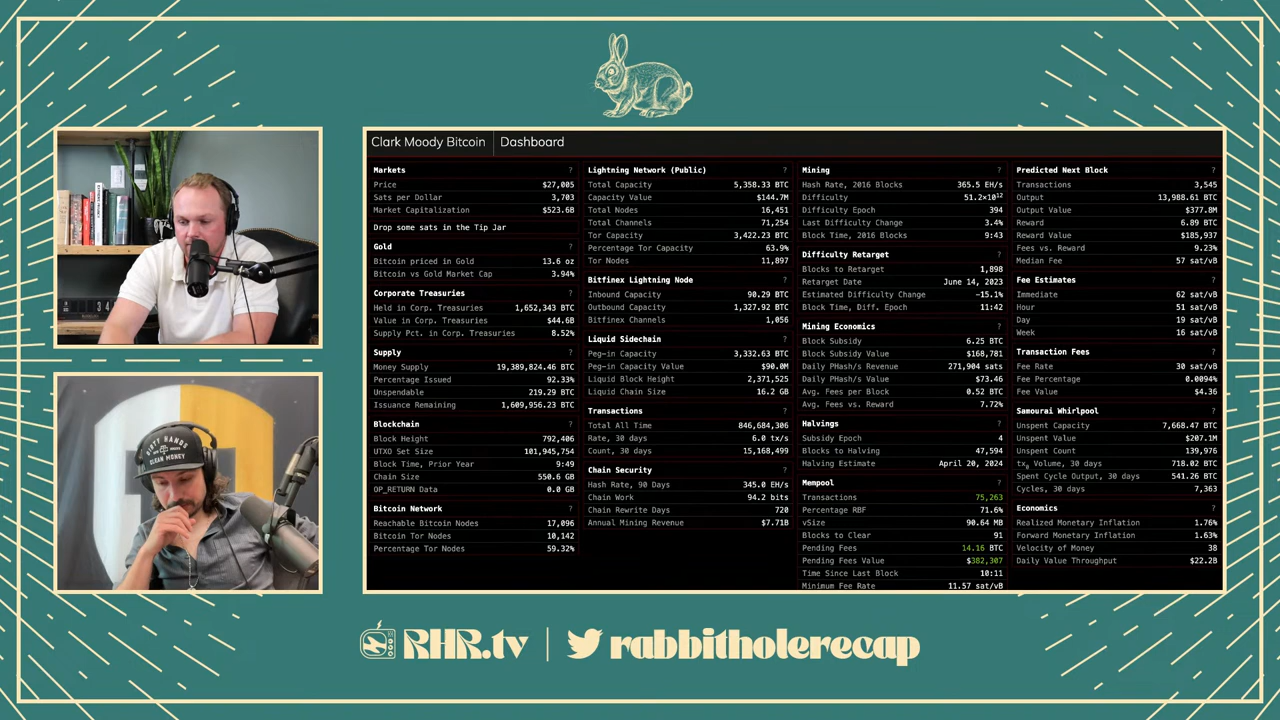 Clark Moody Bitcoin
Dashboard
Markets ?
Price $27,005
Sats per Dollar 3,703
Market Capitalization $523.6B
Drop some sats in the Tip Jar
Gold ?
Bitcoin priced in Gold 13.6 oz
Bitcoin vs Gold Market Cap 3.94%
Corporate Treasuries ?
Held in Corp. Treasuries 1,652,343 BTC
Value in Corp. Treasuries $44.6B
Supply Pct. in Corp. Treasuries 8.52%
Supply ?
Money Supply 19,389,824.46 BTC
Percentage Issued 92.33%
Unspendable 219.29 BTC
Issuance Remaining 1,609,956.23 BTC
Blockchain ?
Block Height 792,406
UTXO Set Size 101,945,754
Block Time, Prior Year 9:49
Chain Size 550.6 GB
OP_RETURN Data 0.0 GB
Bitcoin Network ?
Reachable Bitcoin Nodes 17,096
Bitcoin Tor Nodes 10,142
Percentage Tor Nodes 59.32%
Lightning Network (Public) ?
Total Capacity 5,358.33 BTC
Capacity Value $144.7M
Total Nodes 16,451
Total Channels 71,254
Tor Capacity 3,422.23 BTC
Percentage Tor Capacity 63.9%
Tor Nodes 11,897
Bitfinex Lightning Node ?
Inbound Capacity 90.29 BTC
Outbound Capacity 1,327.92 BTC
Bitfinex Channels 1,056
Liquid Sidechain ?
Peg-in Capacity 3,332.63 BTC
Peg-in Capacity Value $90.0M
Liquid Block Height 2,371,525
Liquid Chain Size 16.2 GB
Transactions ?
Total All Time 846,684,306
Rate, 30 days 6.0 tx/s
Count, 30 days 15,168,499
Chain Security ?
Hash Rate, 90 Days 345.0 EH/s
Chain Work 94.2 bits
Chain Rewrite Days 720
Annual Mining Revenue $7.71B
Mining ?
Hash Rate, 2016 Blocks 365.5 EH/s
Difficulty 51.2×10¹²
Difficulty Epoch 394
Last Difficulty Change 3.4%
Block Time, 2016 Blocks 9:43
Difficulty Retarget ?
Blocks to Retarget 1,898
Retarget Date June 14, 2023
Estimated Difficulty Change −15.1%
Block Time, Diff. Epoch 11:42
Mining Economics ?
Block Subsidy 6.25 BTC
Block Subsidy Value $168,781
Daily PHash/s Revenue 271,904 sats
Daily PHash/s Value $73.46
Avg. Fees per Block 0.52 BTC
Avg. Fees vs. Reward 7.72%
Halvings ?
Subsidy Epoch 4
Blocks to Halving 47,594
Halving Estimate April 20, 2024
Mempool ?
Transactions 75,263
Percentage RBF 71.6%
vSize 90.64 MB
Blocks to Clear 91
Pending Fees 14.16 BTC
Pending Fees Value $382,307
Time Since Last Block 10:11
Minimum Fee Rate 11.57 sat/vB
Predicted Next Block ?
Transactions 3,545
Output 13,988.61 BTC
Output Value $377.8M
Reward 6.89 BTC
Reward Value $185,937
Fees vs. Reward 9.23%
Median Fee 57 sat/vB
Fee Estimates ?
Immediate 62 sat/vB
Hour 51 sat/vB
Day 19 sat/vB
Week 16 sat/vB
Transaction Fees ?
Fee Rate 30 sat/vB
Fee Percentage 0.0094%
Fee Value $4.36
Samourai Whirlpool ?
Unspent Capacity 7,668.47 BTC
Unspent Value $207.1M
Unspent Count 139,976
tx₀ Volume, 30 days 718.02 BTC
Spent Cycle Output, 30 days 541.26 BTC
Cycles, 30 days 7,363
Economics ?
Realized Monetary Inflation 1.76%
Forward Monetary Inflation 1.63%
Velocity of Money 38
Daily Value Throughput $22.2B
DIRTY HANDS
CLEAN MONEY
RHR.tv
rabbitholerecap